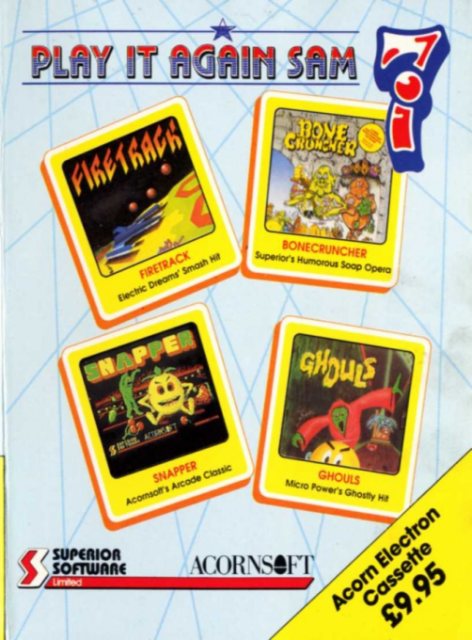 PLAY IT AGAIN SAM 7
FIRETRACK
FIRETRACK
Electric Dreams' Smash Hit
BONE
CRUNCHER
BONECRUNCHER
Superior's Humorous Soap Opera
SNAPPER
ACORNSOFT
SNAPPER
Acornsoft's Arcade Classic
GHOULS
GHOULS
Micro Power's Ghostly Hit
SUPERIOR
SOFTWARE
Limited
ACORNSOFT
Acorn Electron
Cassette
£9.95